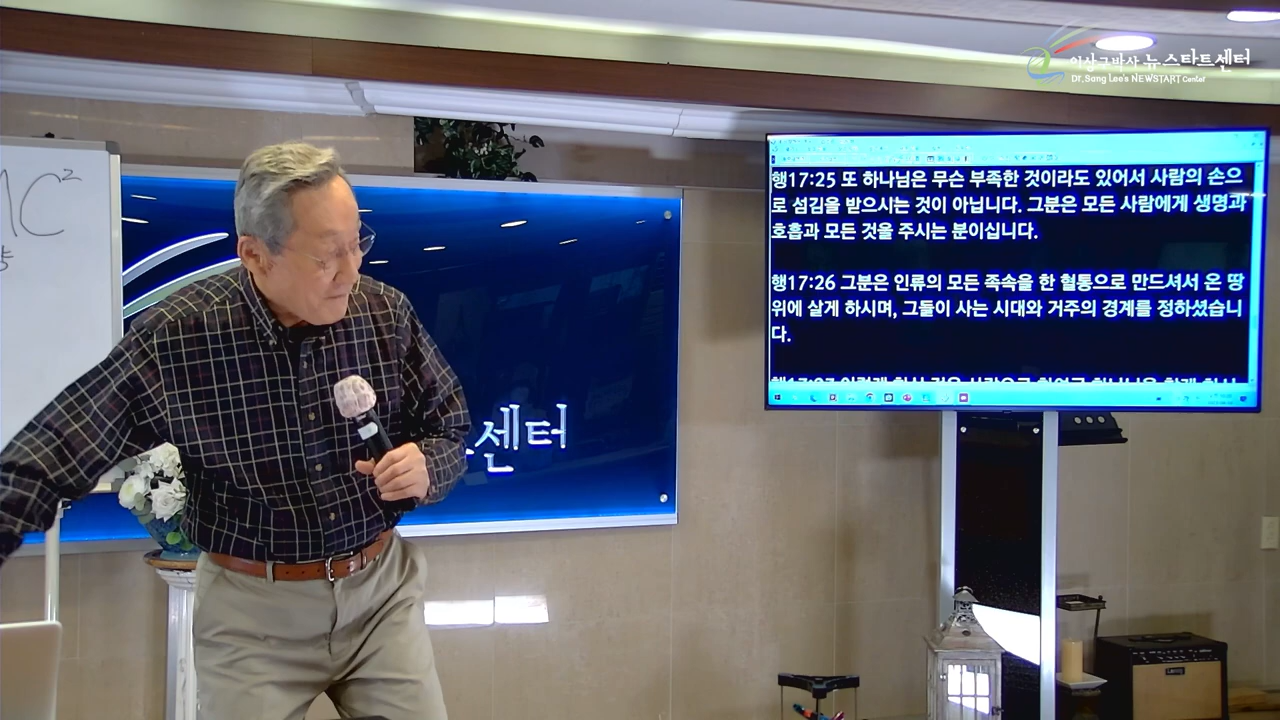 이상구박사 뉴스타트센터
Dr. Sang Lee's NEWSTART Center
MC²
행17:25 또 하나님은 무슨 부족한 것이라도 있어서 사람의 손으
로 섬김을 받으시는 것이 아닙니다. 그분은 모든 사람에게 생명과
호흡과 모든 것을 주시는 분이십니다.
행17:26 그분은 인류의 모든 족속을 한 혈통으로 만드셔서 온 땅
위에 살게 하시며, 그들이 사는 시대와 거주의 경계를 정하셨습니
다.
센터